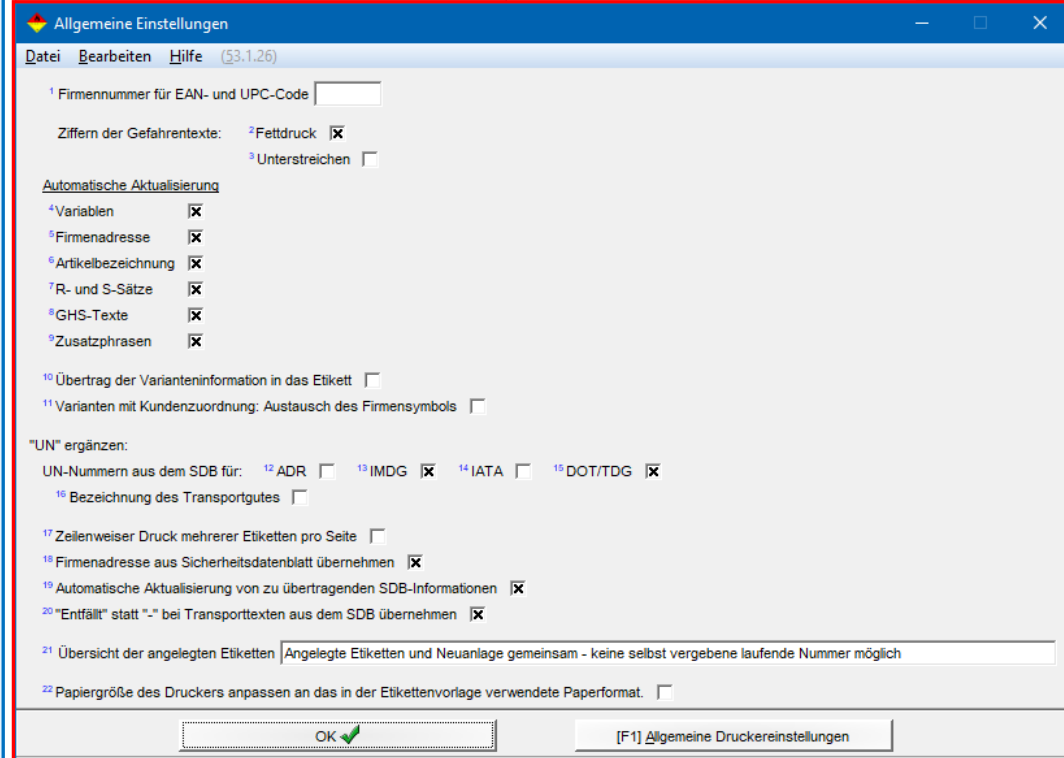 Allgemeine Einstellungen
Datei Bearbeiten Hilfe (53.1.26)
1 Firmennummer für EAN- und UPC-Code
Ziffern der Gefahrentexte: 2 Fettdruck
3 Unterstreichen
Automatische Aktualisierung
4 Variablen
5 Firmenadresse
6 Artikelbezeichnung
7 R- und S-Sätze
8 GHS-Texte
9 Zusatzphrasen
10 Übertrag der Varianteninformation in das Etikett
11 Varianten mit Kundenzuordnung: Austausch des Firmensymbols
"UN" ergänzen:
UN-Nummern aus dem SDB für: 12 ADR 13 IMDG 14 IATA 15 DOT/TDG
16 Bezeichnung des Transportgutes
17 Zeilenweiser Druck mehrerer Etiketten pro Seite
18 Firmenadresse aus Sicherheitsdatenblatt übernehmen
19 Automatische Aktualisierung von zu übertragenden SDB-Informationen
20 "Entfällt" statt "-" bei Transporttexten aus dem SDB übernehmen
21 Übersicht der angelegten Etiketten Angelegte Etiketten und Neuanlage gemeinsam - keine selbst vergebene laufende Nummer möglich
22 Papiergröße des Druckers anpassen an das in der Etikettenvorlage verwendete Paperformat.
OK [F1] Allgemeine Druckereinstellungen